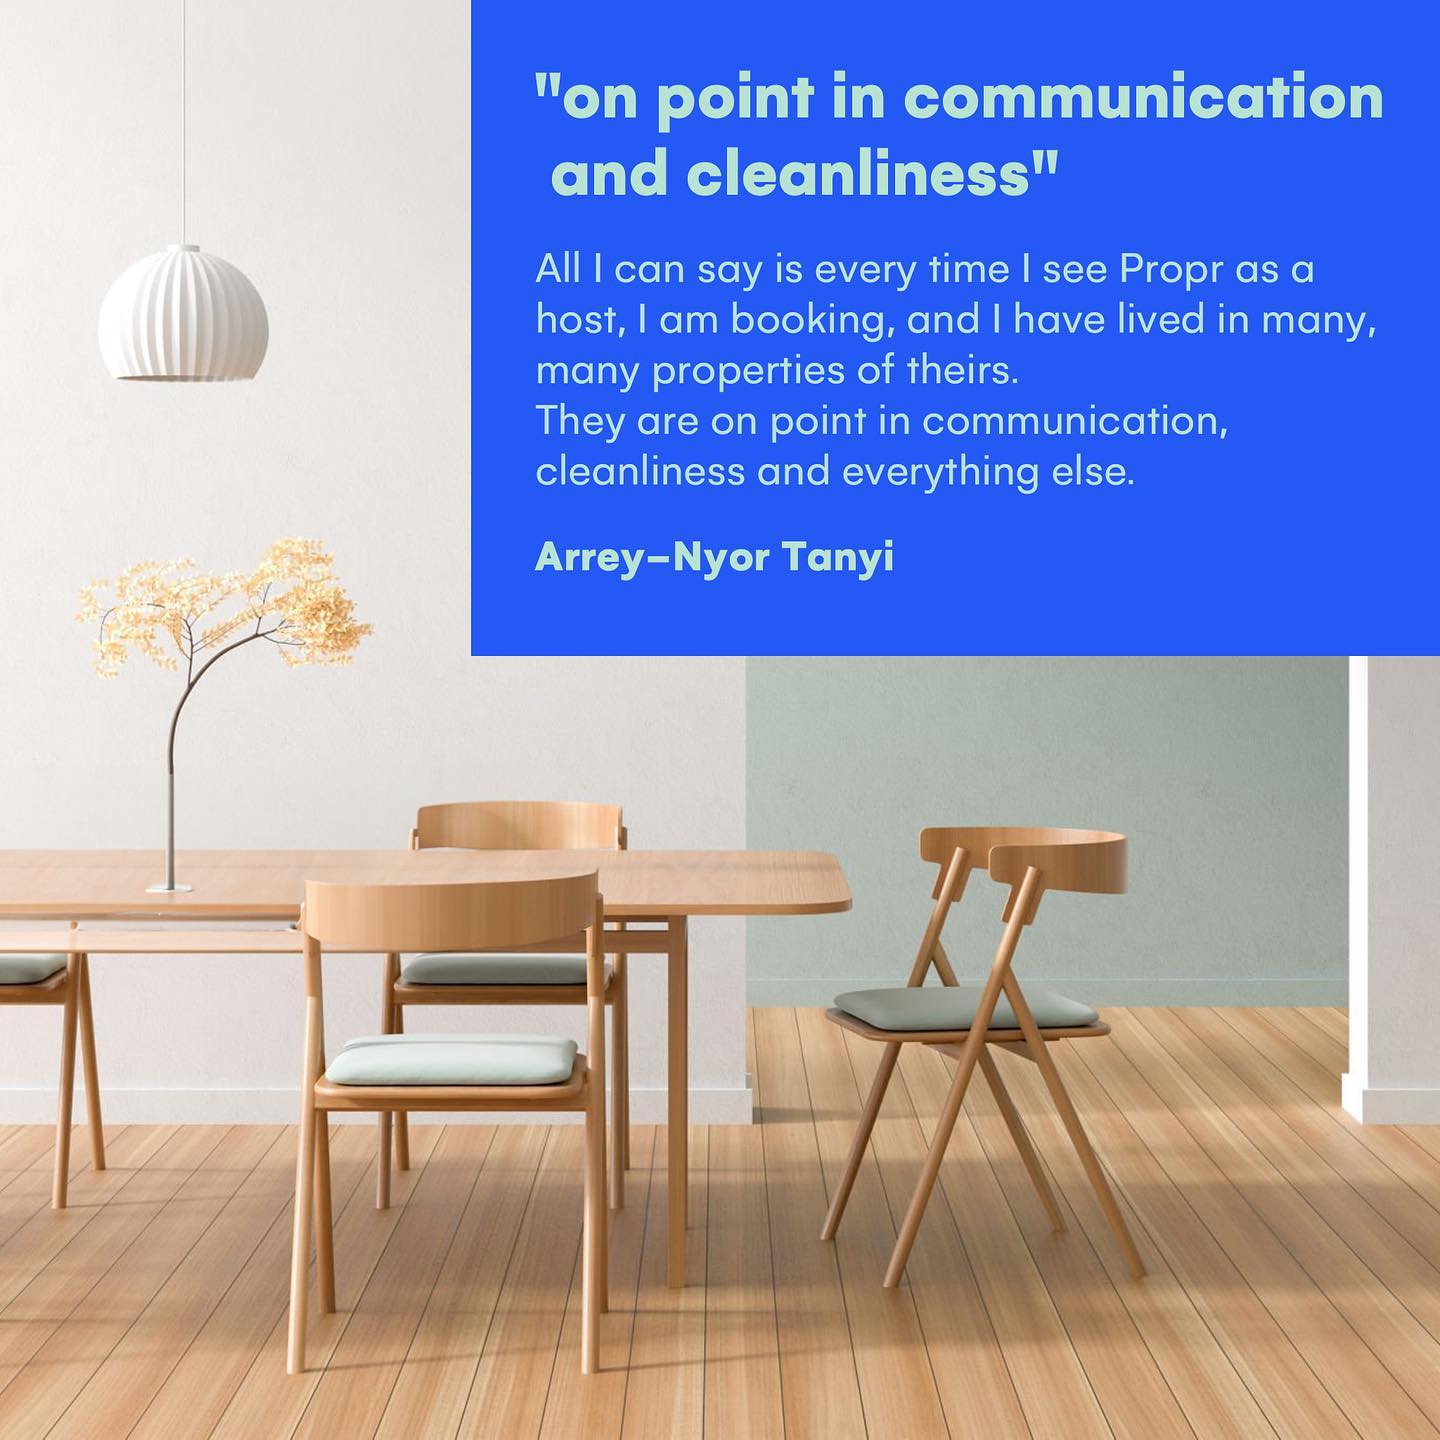 "on point in communication
and cleanliness"
All I can say is every time I see Propr as a
host, I am booking, and I have lived in many,
many properties of theirs.
They are on point in communication,
cleanliness and everything else.
Arrey–Nyor Tanyi